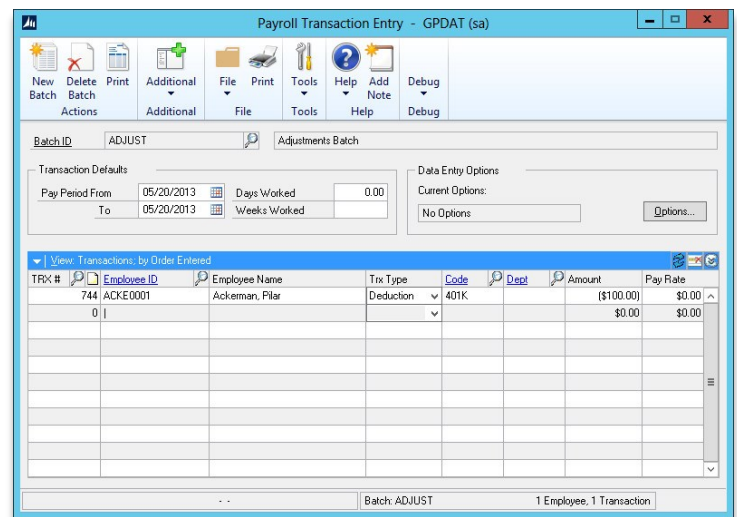 Payroll Transaction Entry - GPDAT (sa)
New Batch Delete Batch Print Additional File Print Tools Help Add Note Debug
Actions Additional File Tools Help Debug
Batch ID ADJUST Adjustments Batch
Transaction Defaults Data Entry Options
Pay Period From 05/20/2013 Days Worked 0.00 Current Options:
To 05/20/2013 Weeks Worked No Options Options...
View: Transactions; by Order Entered
TRX # Employee ID Employee Name Trx Type Code Dept Amount Pay Rate
744 ACKE0001 Ackerman, Pilar Deduction 401K ($100.00) $0.00
0 $0.00 $0.00
- - Batch: ADJUST 1 Employee, 1 Transaction